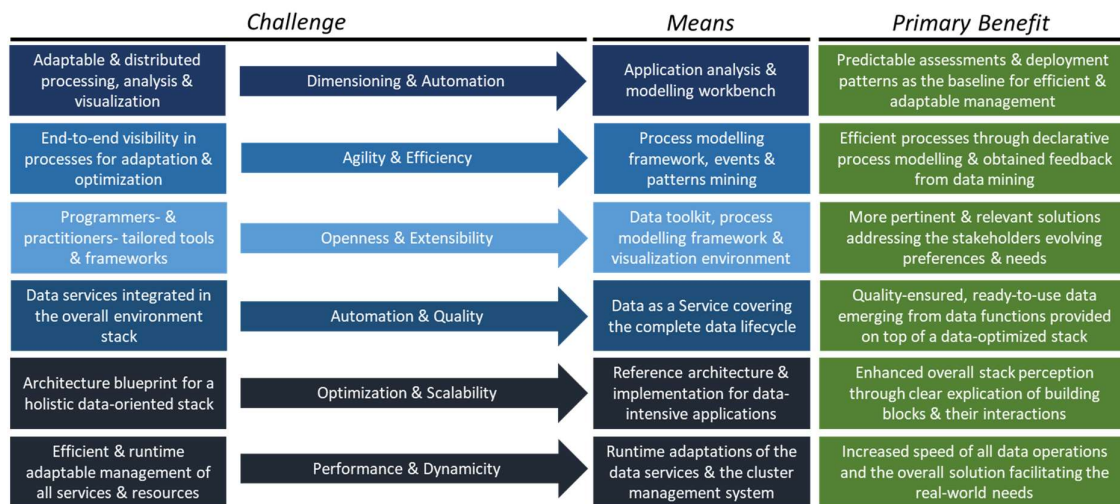 Challenge
Means
Primary Benefit
Adaptable & distributed
processing, analysis &
visualization
Dimensioning & Automation
Application analysis &
modelling workbench
Predictable assessments & deployment
patterns as the baseline for efficient &
adaptable management
End-to-end visibility in
processes for adaptation &
optimization
Agility & Efficiency
Process modelling
framework, events &
patterns mining
Efficient processes through declarative
process modelling & obtained feedback
from data mining
Programmers- &
practitioners- tailored tools
& frameworks
Openness & Extensibility
Data toolkit, process
modelling framework &
visualization environment
More pertinent & relevant solutions
addressing the stakeholders evolving
preferences & needs
Data services integrated in
the overall environment
stack
Automation & Quality
Data as a Service covering
the complete data lifecycle
Quality-ensured, ready-to-use data
emerging from data functions provided
on top of a data-optimized stack
Architecture blueprint for a
holistic data-oriented stack
Optimization & Scalability
Reference architecture &
implementation for data-
intensive applications
Enhanced overall stack perception
through clear explication of building
blocks & their interactions
Efficient & runtime
adaptable management of
all services & resources
Performance & Dynamicity
Runtime adaptations of the
data services & the cluster
management system
Increased speed of all data operations
and the overall solution facilitating the
real-world needs